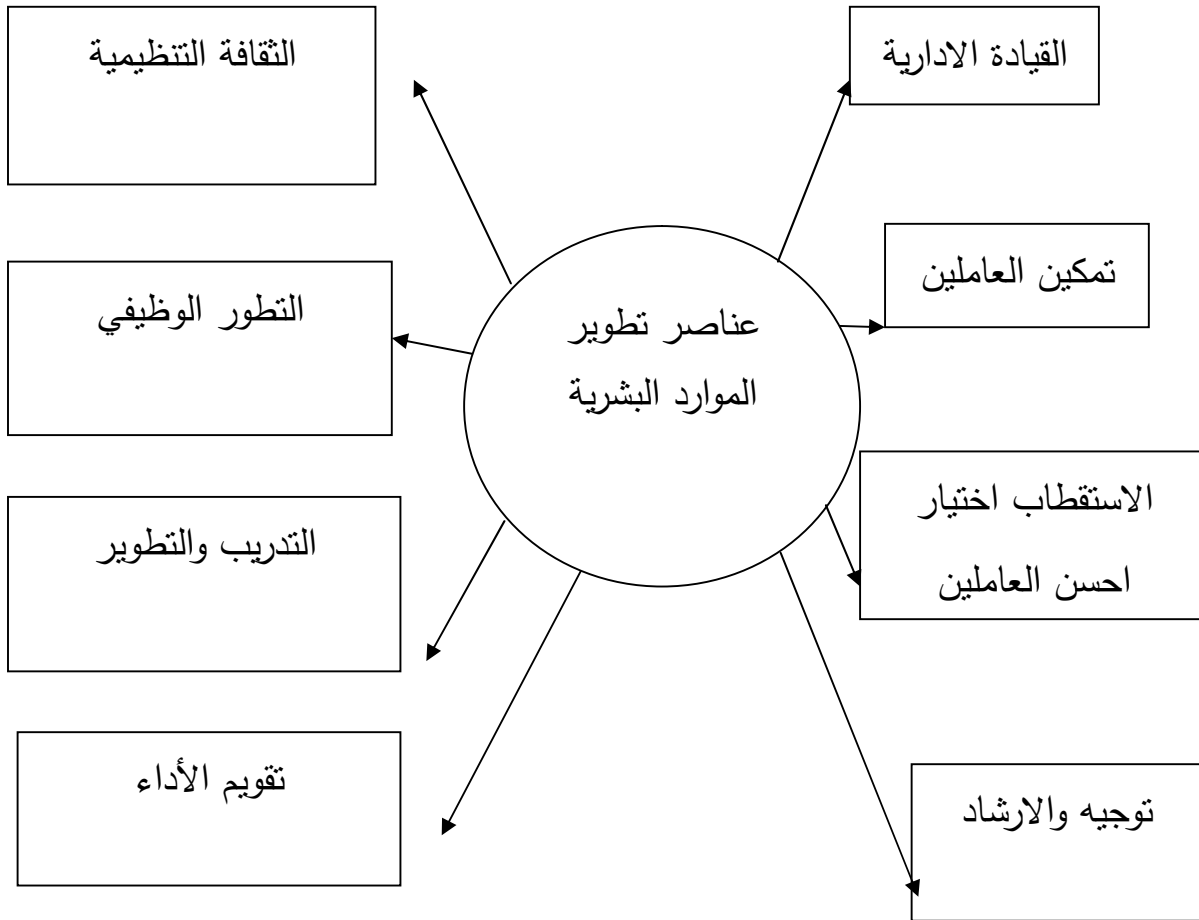 القيادة الادارية
الثقافة التنظيمية
تمكين العاملين
التطور الوظيفي
عناصر تطوير
الموارد البشرية
الاستقطاب اختيار
احسن العاملين
التدريب والتطوير
توجيه والارشاد
تقويم الأداء